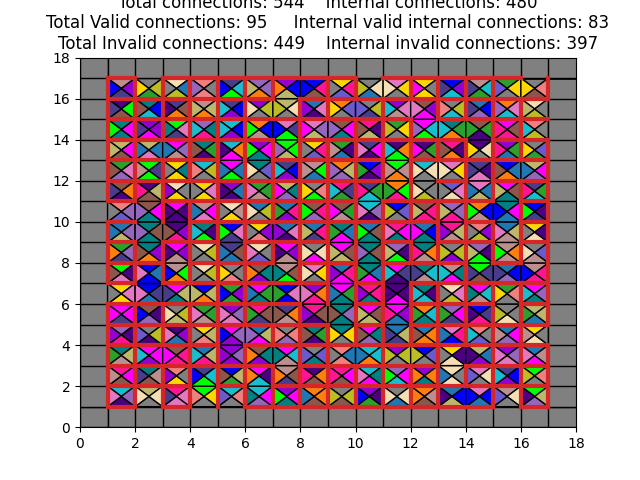 Total connections: 544    Internal connections: 480
Total Valid connections: 95    Internal valid internal connections: 83
Total Invalid connections: 449    Internal invalid connections: 397
18
16
14
12
10
8
6
4
2
0
0 2 4 6 8 10 12 14 16 18